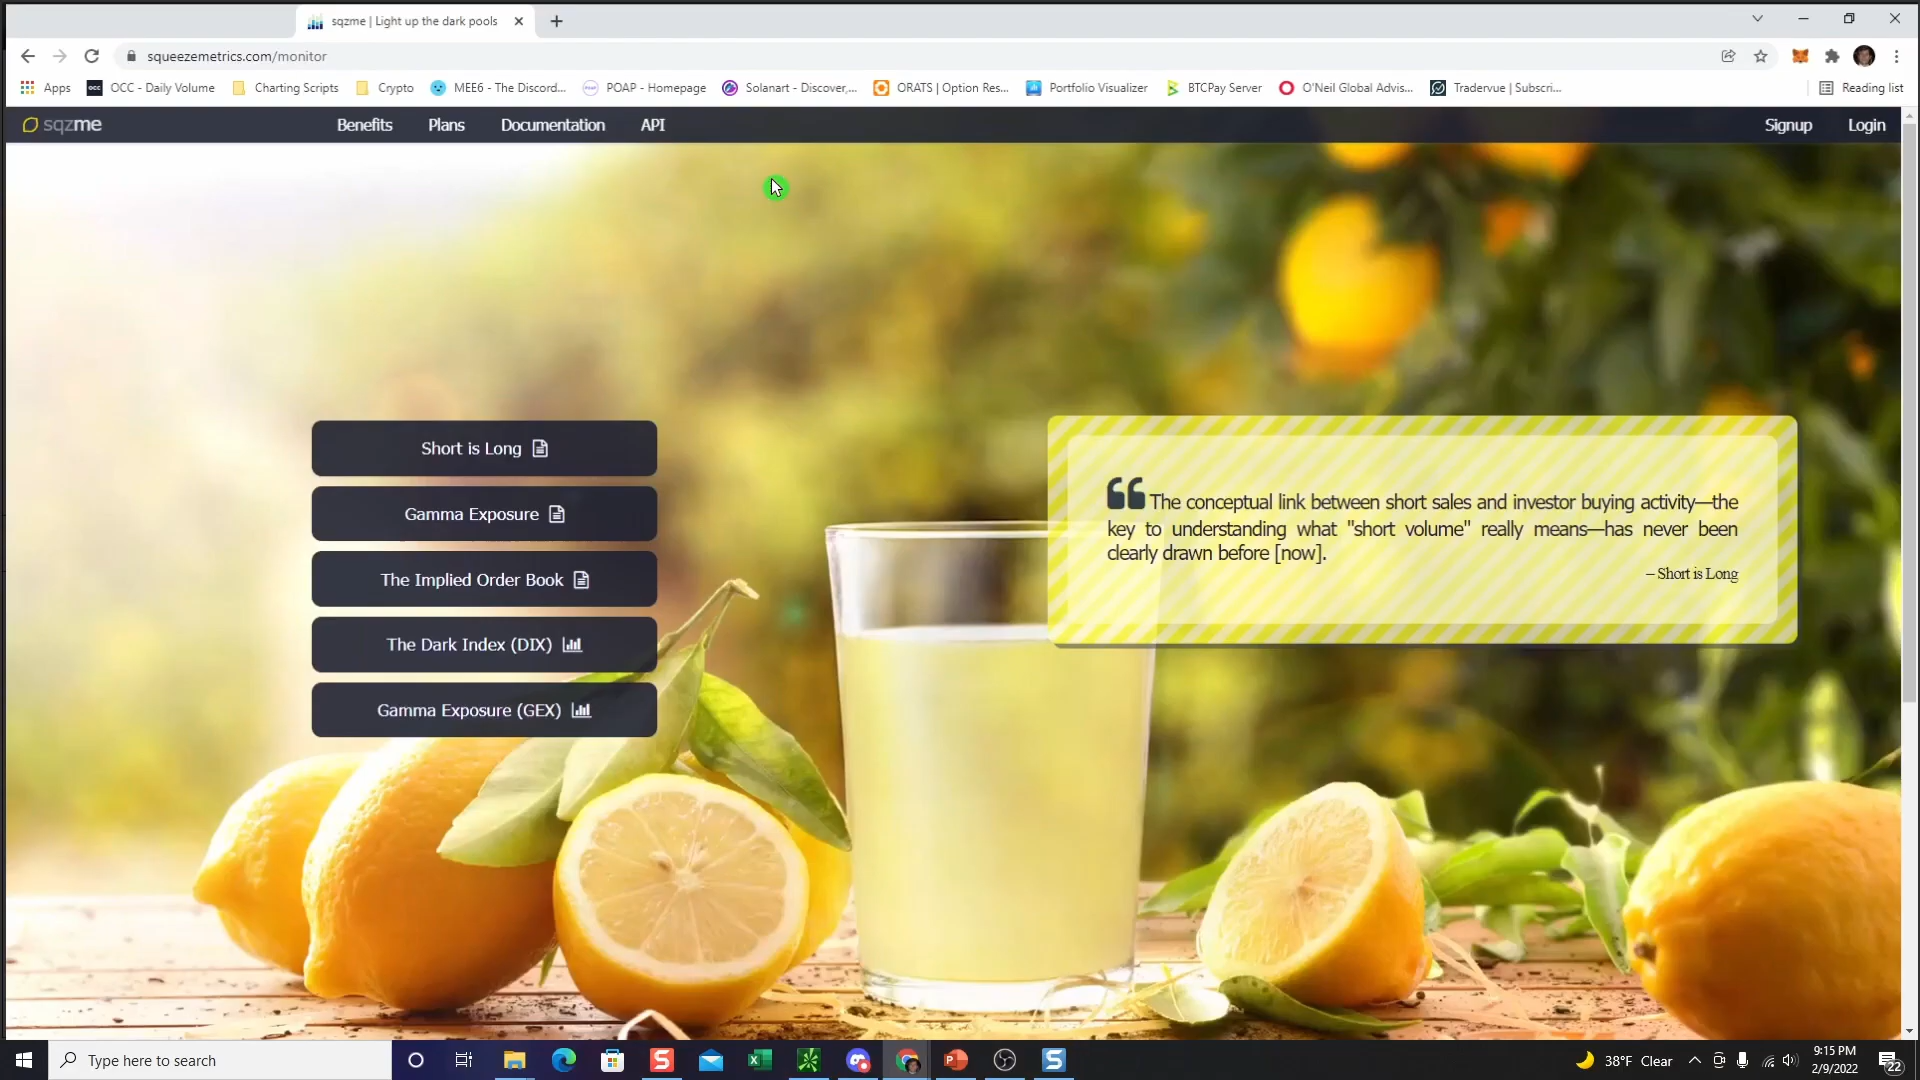 sqzme | Light up the dark pools
squeezemetrics.com/monitor
Apps
OCC - Daily Volume
Charting Scripts
Crypto
MEE6 - The Discord...
POAP - Homepage
Solanart - Discover,...
ORATS | Option Res...
Portfolio Visualizer
BTCPay Server
O'Neil Global Advis...
Tradervue | Subscri...
Reading list
sqzme
Benefits
Plans
Documentation
API
Signup
Login
Short is Long
Gamma Exposure
The Implied Order Book
The Dark Index (DIX)
Gamma Exposure (GEX)
The conceptual link between short sales and investor buying activity—the
key to understanding what "short volume" really means—has never been
clearly drawn before [now].
– Short is Long
Type here to search
38°F Clear
9:15 PM
2/9/2022
22